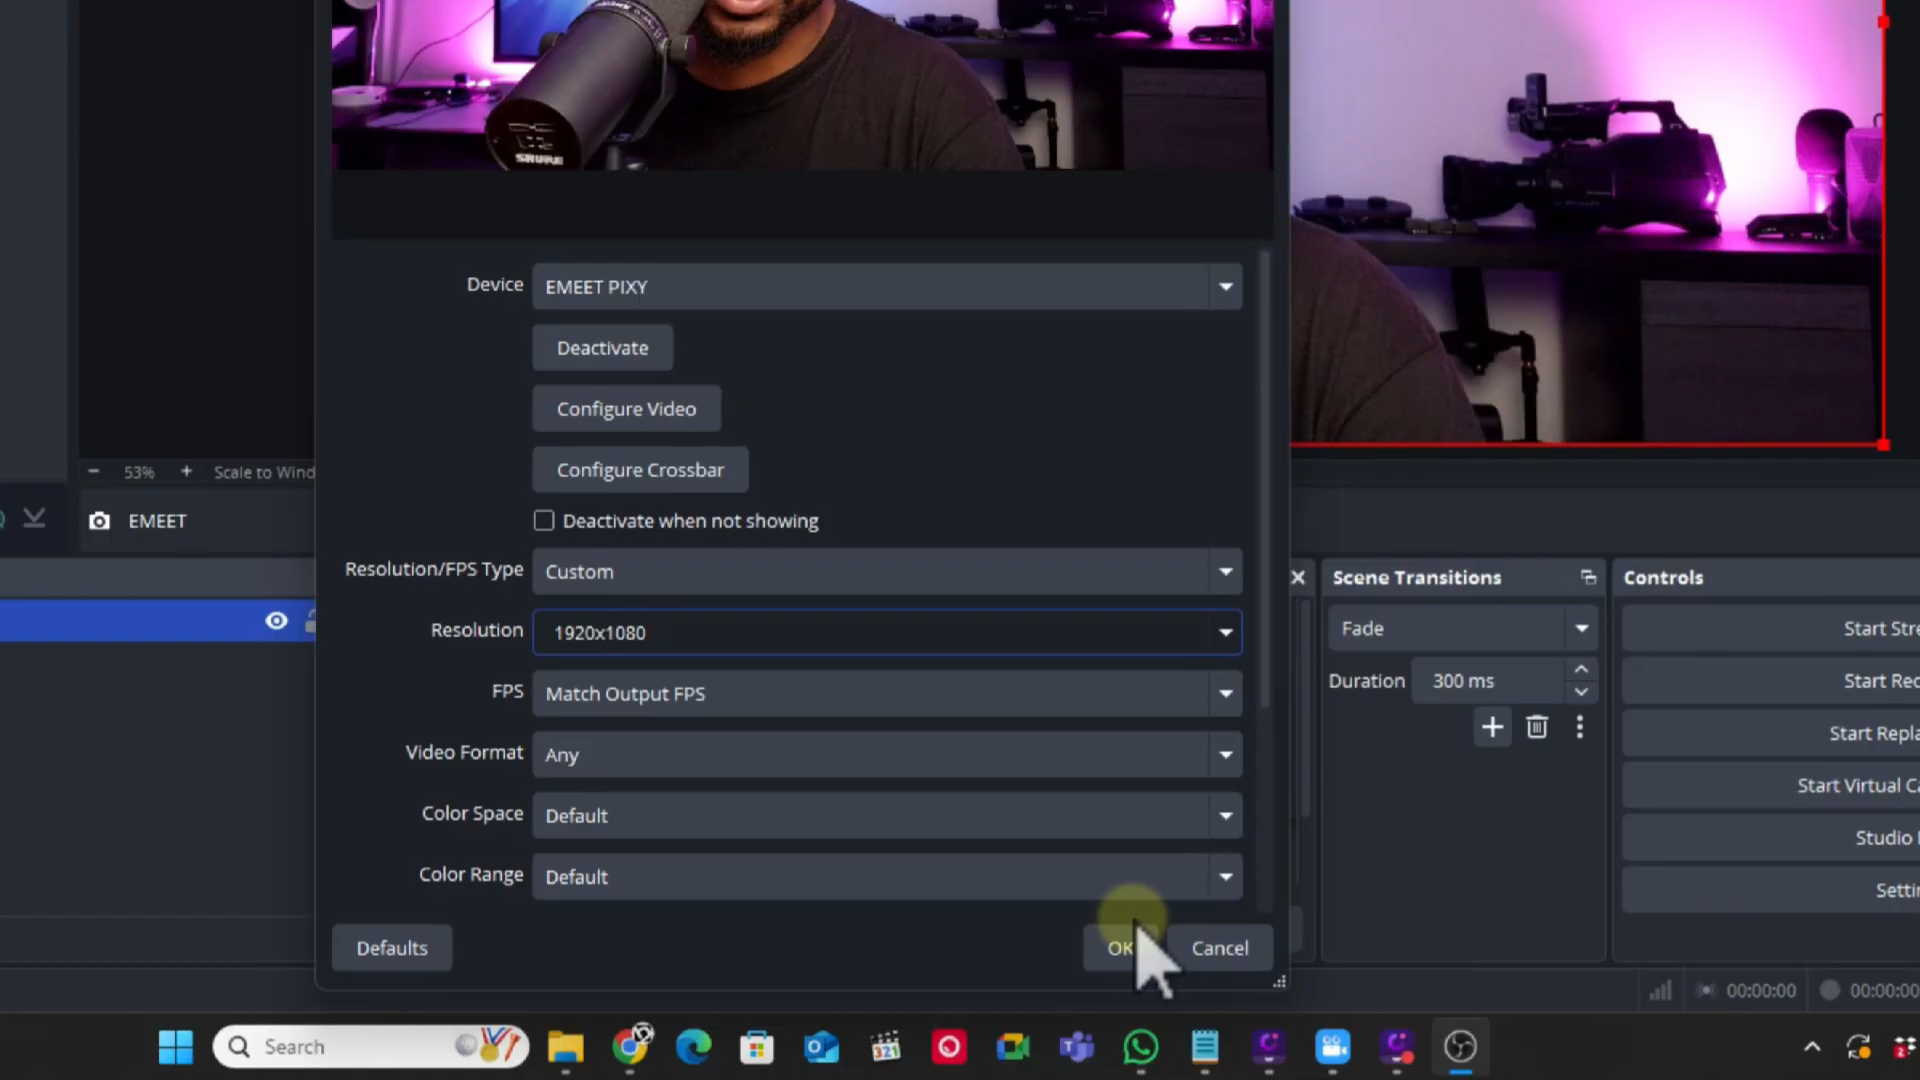 SHURE
Device
EMEET PIXY
Deactivate
Configure Video
Configure Crossbar
Deactivate when not showing
Resolution/FPS Type
Custom
Resolution
1920x1080
FPS
Match Output FPS
Video Format
Any
Color Space
Default
Color Range
Default
Defaults
OK
Cancel
53%
Scale to Wind
EMEET
Scene Transitions
Fade
Duration
300 ms
Controls
Start Stre
Start Rec
Start Repla
Start Virtual Ca
Studio
Settin
00:00:00
00:00:00
Search
321